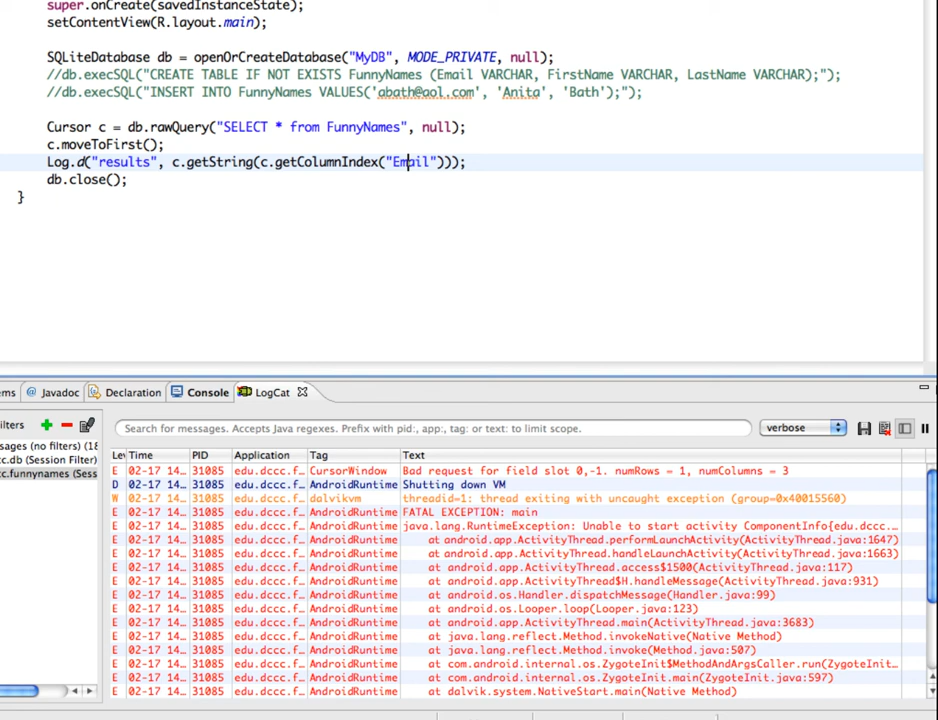 super.onCreate(savedInstanceState);
setContentView(R.layout.main);
SQLiteDatabase db = openOrCreateDatabase("MyDB", MODE_PRIVATE, null);
//db.execSQL("CREATE TABLE IF NOT EXISTS FunnyNames (Email VARCHAR, FirstName VARCHAR, LastName VARCHAR);");
//db.execSQL("INSERT INTO FunnyNames VALUES('abath@aol.com', 'Anita', 'Bath');");
Cursor c = db.rawQuery("SELECT * from FunnyNames", null);
c.moveToFirst();
Log.d("results", c.getString(c.getColumnIndex("Email")));
db.close();
}
ems @ Javadoc Declaration Console LogCat
ilters Search for messages. Accepts Java regexes. Prefix with pid:, app:, tag: or text: to limit scope. verbose
ssages (no filters) (18
c.db (Session Filter)
cc.funnynames (Sess
Lev Time PID Application Tag Text
E 02-17 14... 31085 edu.dccc.f... CursorWindow Bad request for field slot 0,-1. numRows = 1, numColumns = 3
D 02-17 14... 31085 edu.dccc.f... AndroidRuntime Shutting down VM
W 02-17 14... 31085 edu.dccc.f... dalvikvm threadid=1: thread exiting with uncaught exception (group=0x40015560)
E 02-17 14... 31085 edu.dccc.f... AndroidRuntime FATAL EXCEPTION: main
E 02-17 14... 31085 edu.dccc.f... AndroidRuntime java.lang.RuntimeException: Unable to start activity ComponentInfo{edu.dccc...
E 02-17 14... 31085 edu.dccc.f... AndroidRuntime at android.app.ActivityThread.performLaunchActivity(ActivityThread.java:1647)
E 02-17 14... 31085 edu.dccc.f... AndroidRuntime at android.app.ActivityThread.handleLaunchActivity(ActivityThread.java:1663)
E 02-17 14... 31085 edu.dccc.f... AndroidRuntime at android.app.ActivityThread.access$1500(ActivityThread.java:117)
E 02-17 14... 31085 edu.dccc.f... AndroidRuntime at android.app.ActivityThread$H.handleMessage(ActivityThread.java:931)
E 02-17 14... 31085 edu.dccc.f... AndroidRuntime at android.os.Handler.dispatchMessage(Handler.java:99)
E 02-17 14... 31085 edu.dccc.f... AndroidRuntime at android.os.Looper.loop(Looper.java:123)
E 02-17 14... 31085 edu.dccc.f... AndroidRuntime at android.app.ActivityThread.main(ActivityThread.java:3683)
E 02-17 14... 31085 edu.dccc.f... AndroidRuntime at java.lang.reflect.Method.invokeNative(Native Method)
E 02-17 14... 31085 edu.dccc.f... AndroidRuntime at java.lang.reflect.Method.invoke(Method.java:507)
E 02-17 14... 31085 edu.dccc.f... AndroidRuntime at com.android.internal.os.ZygoteInit$MethodAndArgsCaller.run(ZygoteInit...
E 02-17 14... 31085 edu.dccc.f... AndroidRuntime at com.android.internal.os.ZygoteInit.main(ZygoteInit.java:597)
E 02-17 14... 31085 edu.dccc.f... AndroidRuntime at dalvik.system.NativeStart.main(Native Method)